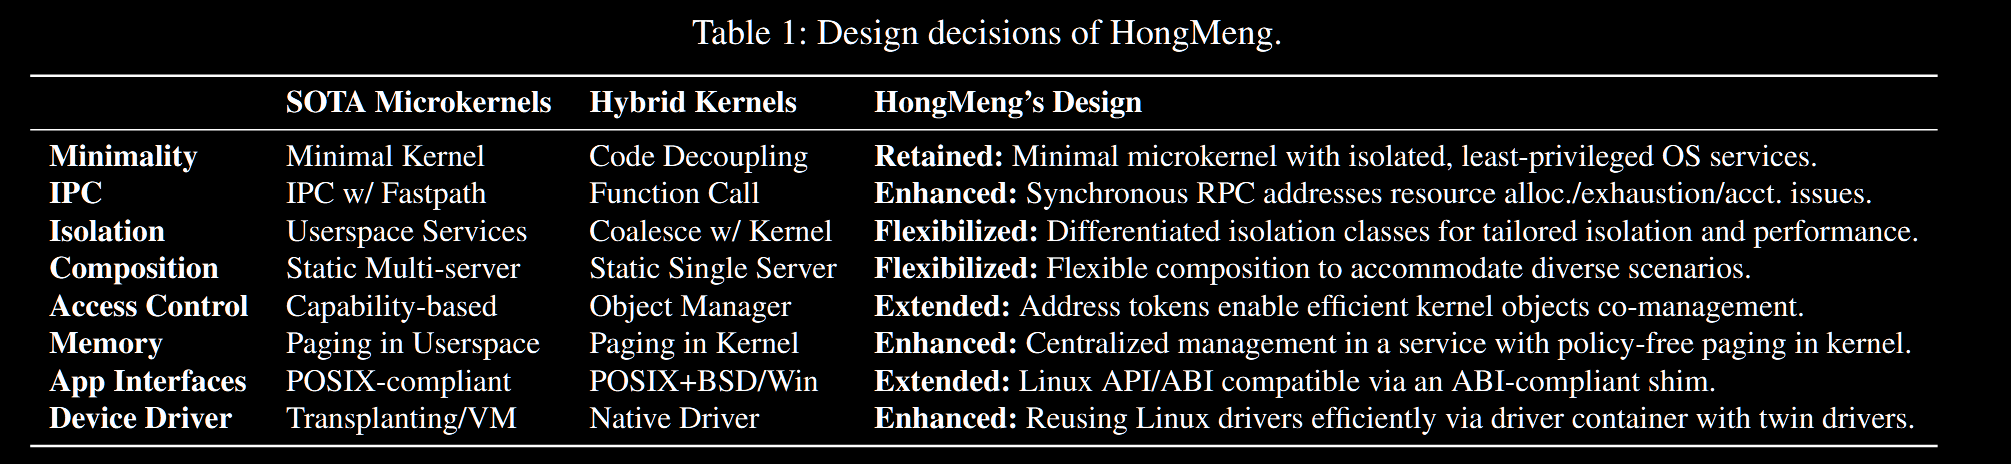 Table 1: Design decisions of HongMeng.
SOTA Microkernels Hybrid Kernels HongMeng's Design
Minimality Minimal Kernel Code Decoupling Retained: Minimal microkernel with isolated, least-privileged OS services.
IPC IPC w/ Fastpath Function Call Enhanced: Synchronous RPC addresses resource alloc./exhaustion/acct. issues.
Isolation Userspace Services Coalesce w/ Kernel Flexibilized: Differentiated isolation classes for tailored isolation and performance.
Composition Static Multi-server Static Single Server Flexibilized: Flexible composition to accommodate diverse scenarios.
Access Control Capability-based Object Manager Extended: Address tokens enable efficient kernel objects co-management.
Memory Paging in Userspace Paging in Kernel Enhanced: Centralized management in a service with policy-free paging in kernel.
App Interfaces POSIX-compliant POSIX+BSD/Win Extended: Linux API/ABI compatible via an ABI-compliant shim.
Device Driver Transplanting/VM Native Driver Enhanced: Reusing Linux drivers efficiently via driver container with twin drivers.